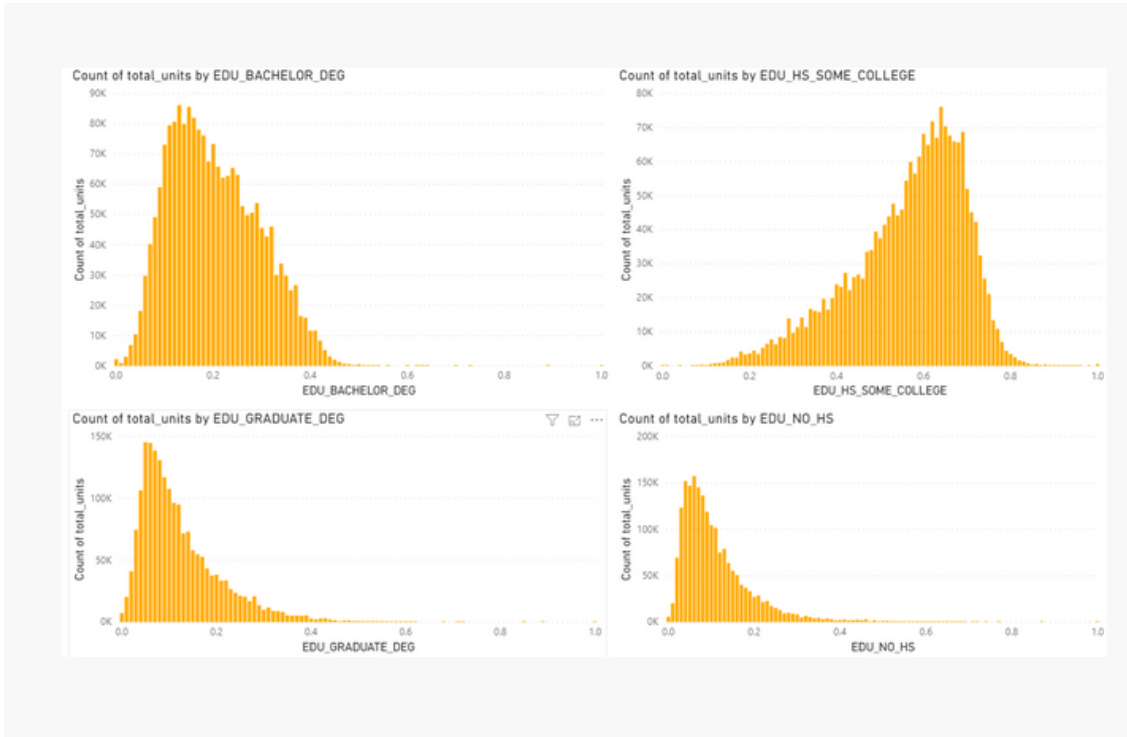 Count of total_units by EDU_BACHELOR_DEG
90K
80K
70K
60K
50K
40K
30K
20K
10K
0K
Count of total_units
0.0 0.2 0.4 0.6 0.8 1.0
EDU_BACHELOR_DEG
Count of total_units by EDU_HS_SOME_COLLEGE
80K
70K
60K
50K
40K
30K
20K
10K
0K
Count of total_units
0.0 0.2 0.4 0.6 0.8 1.0
EDU_HS_SOME_COLLEGE
Count of total_units by EDU_GRADUATE_DEG
150K
100K
50K
0K
Count of total_units
0.0 0.2 0.4 0.6 0.8 1.0
EDU_GRADUATE_DEG
Count of total_units by EDU_NO_HS
200K
150K
100K
50K
0K
Count of total_units
0.0 0.2 0.4 0.6 0.8 1.0
EDU_NO_HS